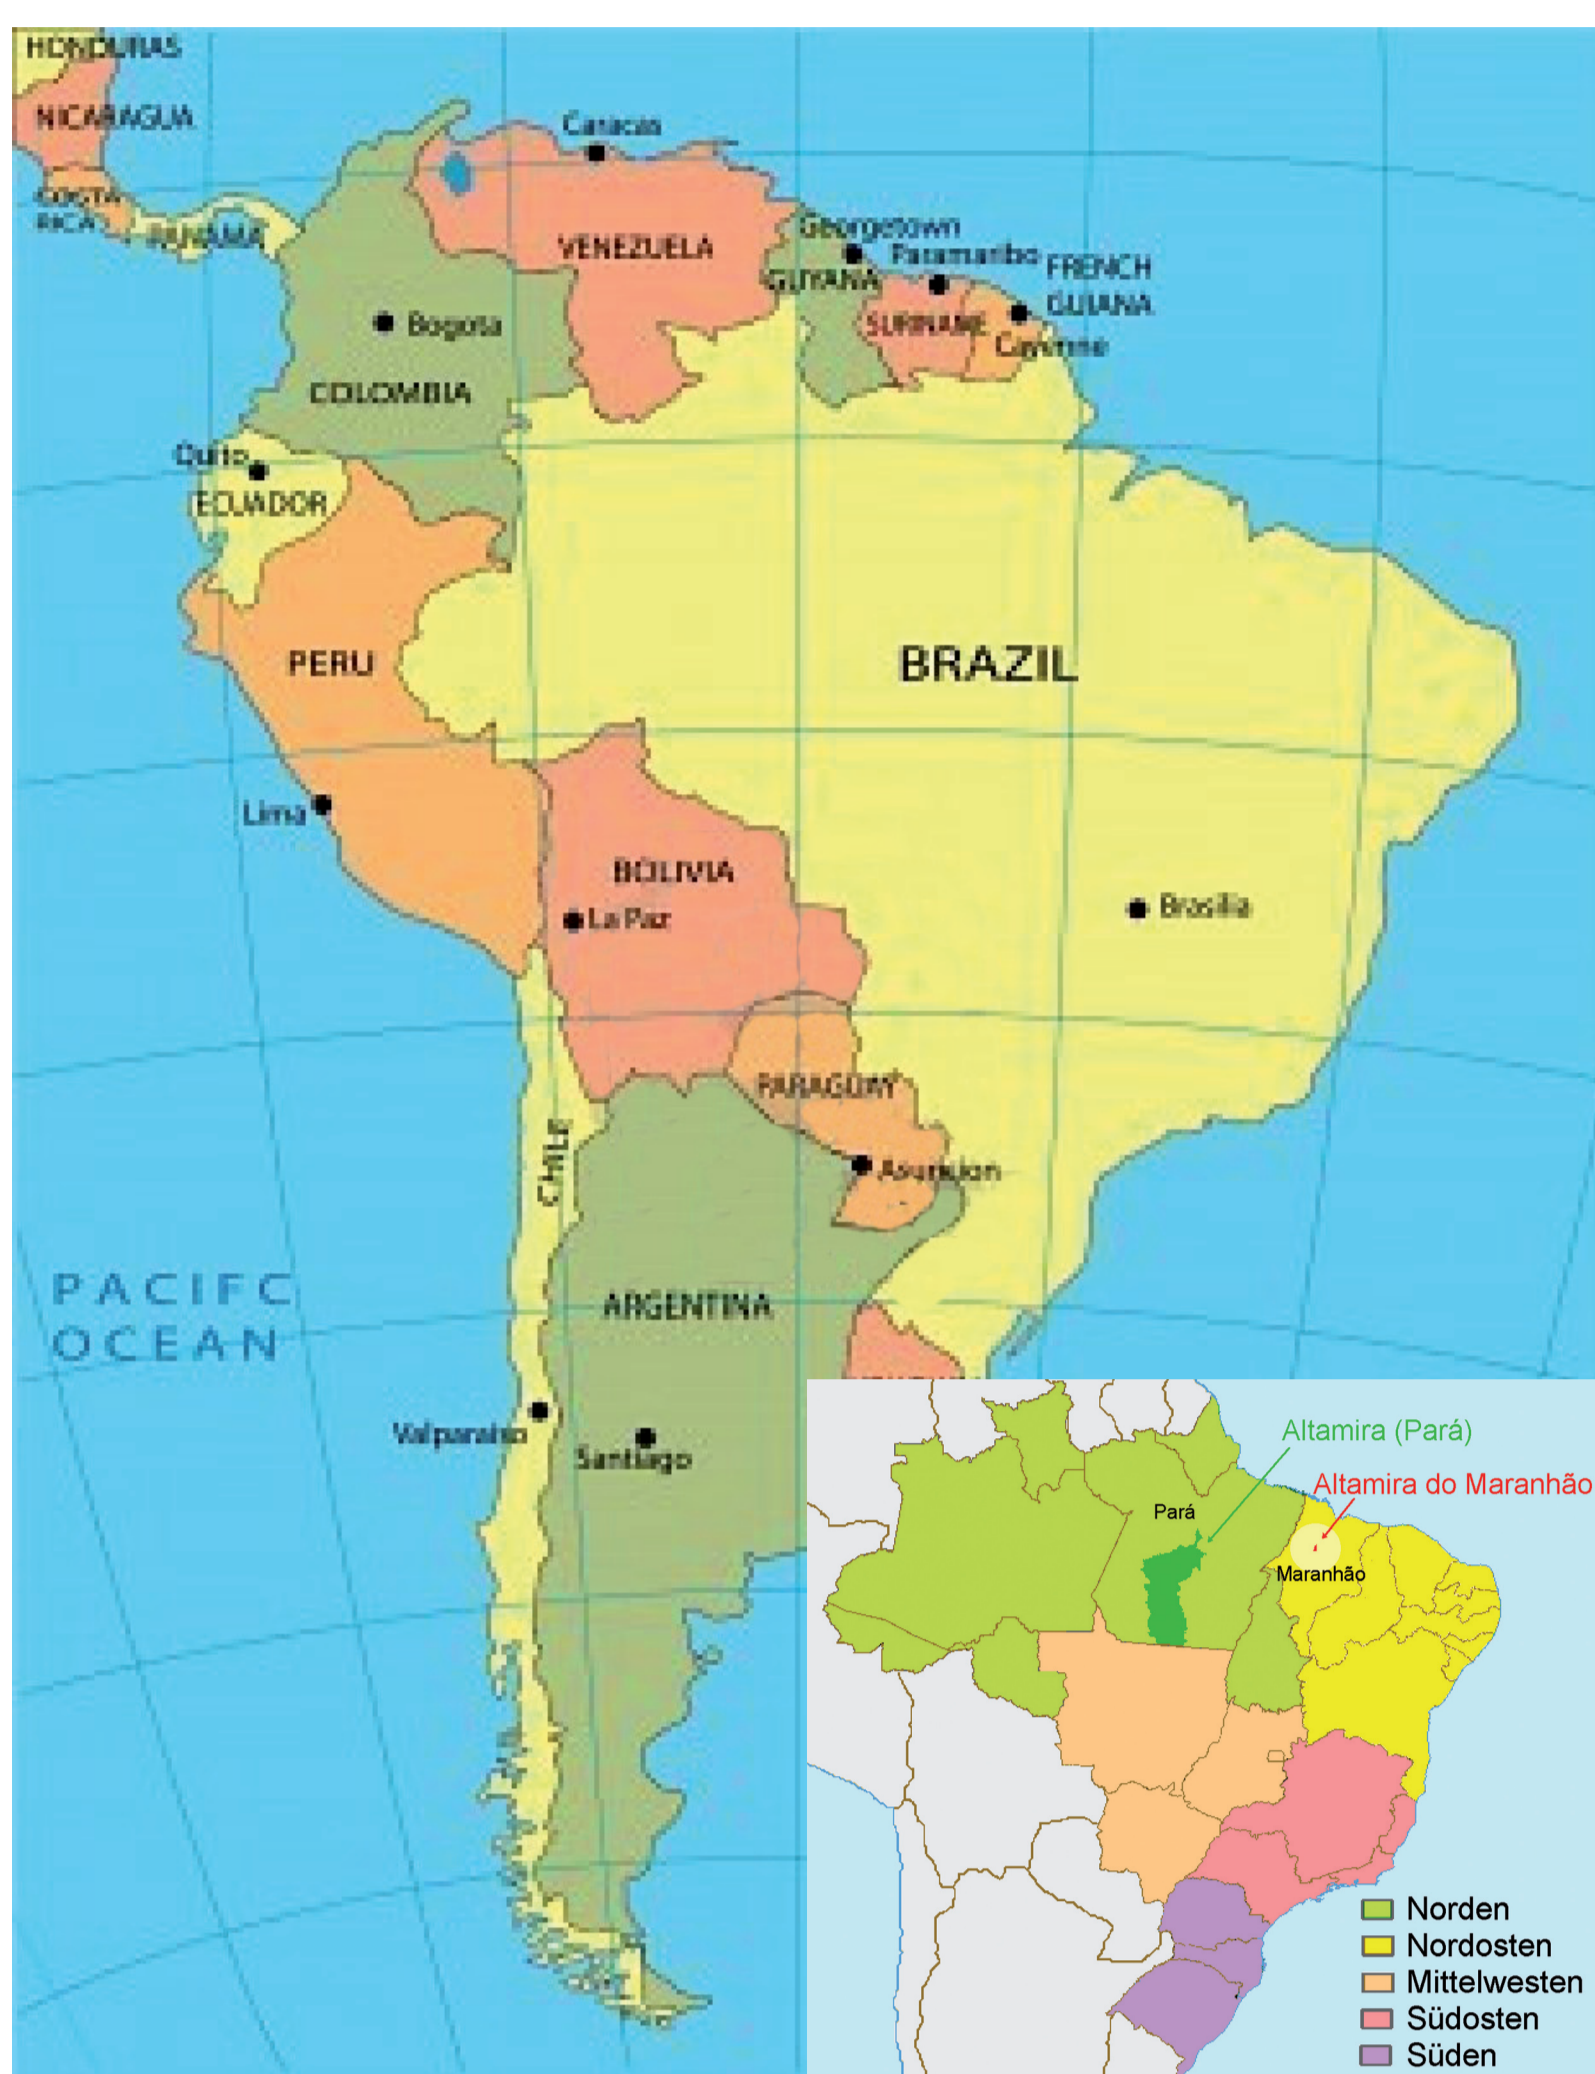 HONDURAS
NICARAGUA
COSTA
RICA
PANAMA
Caracas
VENEZUELA
Georgetown
GUYANA
Paramaribo
FRENCH
GUIANA
SURINAME
Cayenne
Bogota
COLOMBIA
Quito
ECUADOR
PERU
BRAZIL
Lima
BOLIVIA
La Paz
Brasilia
PARAGUAY
CHILE
Asuncion
PACIFC
OCEAN
ARGENTINA
Valparaiso
Santiago
Altamira (Pará)
Altamira do Maranhão
Pará
Maranhão
Norden
Nordosten
Mittelwesten
Südosten
Süden